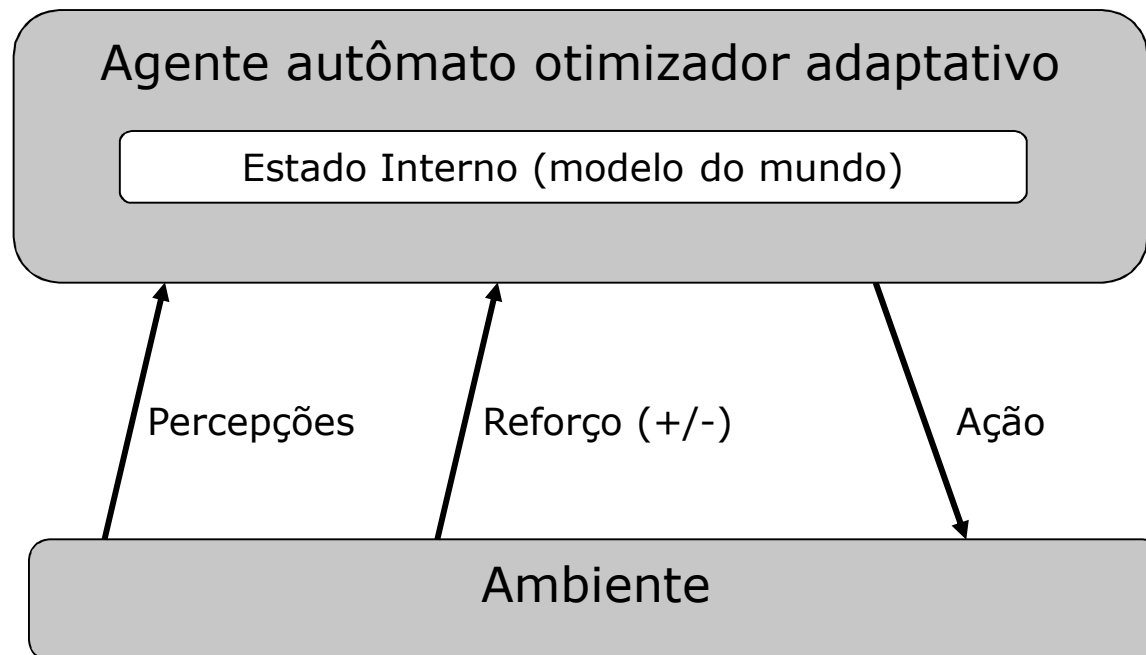 Agente autômato otimizador adaptativo
Estado Interno (modelo do mundo)
Percepções
Reforço (+/-)
Ação
Ambiente